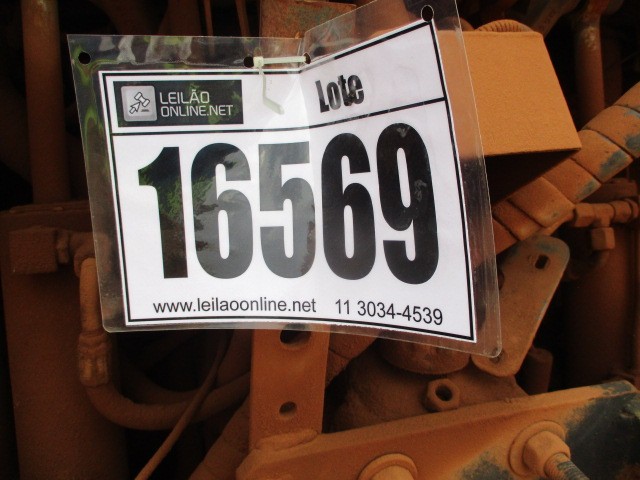 LEILÃO
ONLINE.NET
Lote
16569
www.leilaoonline.net 11 3034-4539